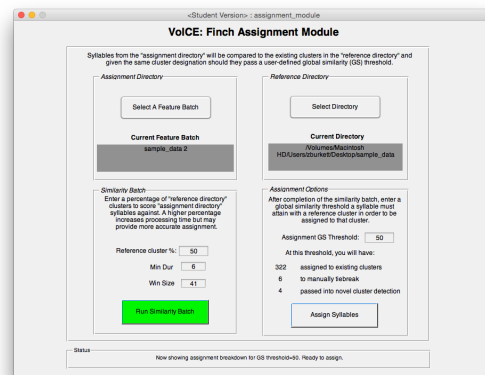 <Student Version> : assignment_module
VoICE: Finch Assignment Module
Syllables from the "assignment directory" will be compared to the existing clusters in the "reference directory" and
given the same cluster designation should they pass a user-defined global similarity (GS) threshold.
Assignment Directory
Select A Feature Batch
Current Feature Batch
sample_data 2
Reference Directory
Select Directory
Current Directory
/Volumes/Macintosh
HD/Users/zburkett/Desktop/sample_data
Similarity Batch
Enter a percentage of "reference directory"
clusters to score "assignment directory"
syllables against. A higher percentage
increases processing time but may
provide more accurate assignment.
Reference cluster %: 50
Min Dur 6
Win Size 41
Run Similarity Batch
Assignment Options
After completion of the similarity batch, enter a
global similarity threshold a syllable must
attain with a reference cluster in order to be
assigned to that cluster.
Assignment GS Threshold: 50
At this threshold, you will have:
322 assigned to existing clusters
6 to manually tiebreak
4 passed into novel cluster detection
Assign Syllables
Status
Now showing assignment breakdown for GS threshold=50. Ready to assign.